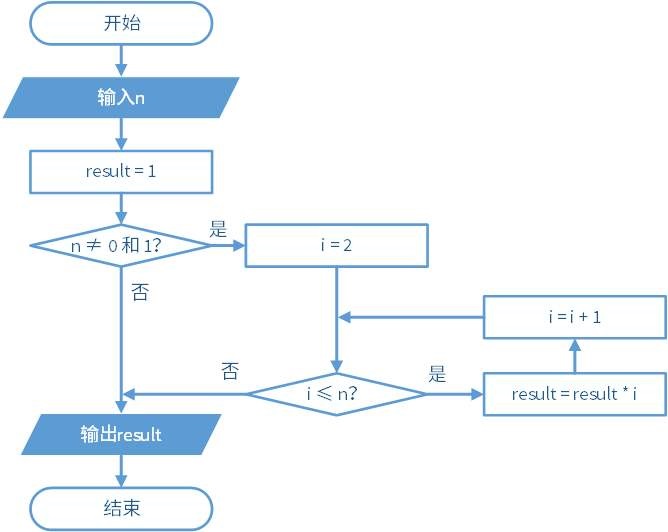 开始
输入n
result = 1
n ≠ 0 和 1?
是
i = 2
否
i = i + 1
否
i ≤ n?
是
result = result * i
输出result
结束